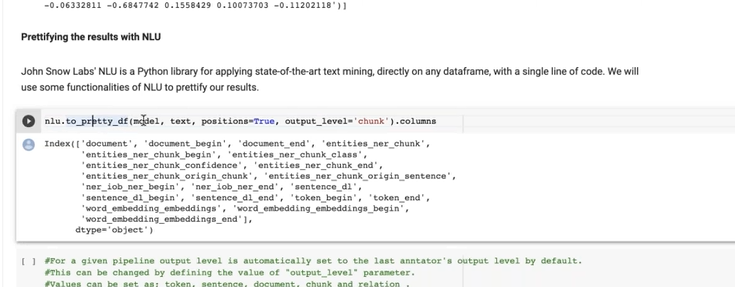 -0.06332811 -0.6847742 0.1558429 0.10073703 -0.11202118')]
Prettifying the results with NLU
John Snow Labs' NLU is a Python library for applying state-of-the-art text mining, directly on any dataframe, with a single line of code. We will
use some functionalities of NLU to prettify our results.
nlu.to_pretty_df(model, text, positions=True, output_level='chunk').columns
Index(['document', 'document_begin', 'document_end', 'entities_ner_chunk',
'entities_ner_chunk_begin', 'entities_ner_chunk_class',
'entities_ner_chunk_confidence', 'entities_ner_chunk_end',
'entities_ner_chunk_origin_chunk', 'entities_ner_chunk_origin_sentence',
'ner_iob_ner_begin', 'ner_iob_ner_end', 'sentence_dl',
'sentence_dl_begin', 'sentence_dl_end', 'token_begin', 'token_end',
'word_embedding_embeddings', 'word_embedding_embeddings_begin',
'word_embedding_embeddings_end'],
dtype='object')
[ ] #For a given pipeline output level is automatically set to the last anntator's output level by default.
#This can be changed by defining the value of "output_level" parameter.
#Values can be set as: token, sentence, document, chunk and relation .